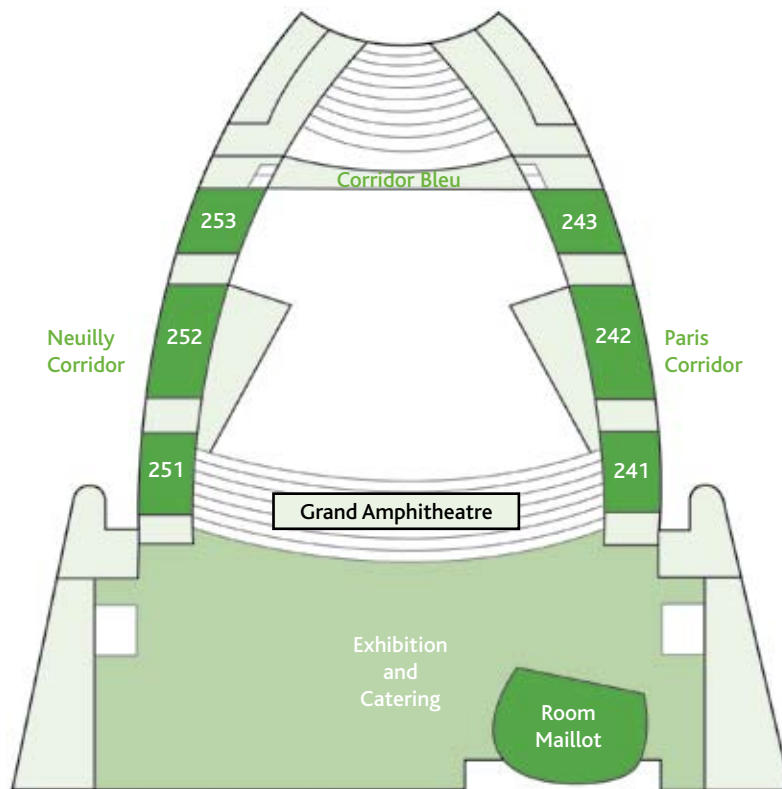 Corridor Bleu
253
243
Neuilly
Corridor
252
242
Paris
Corridor
251
241
Grand Amphitheatre
Exhibition
and
Catering
Room
Maillot